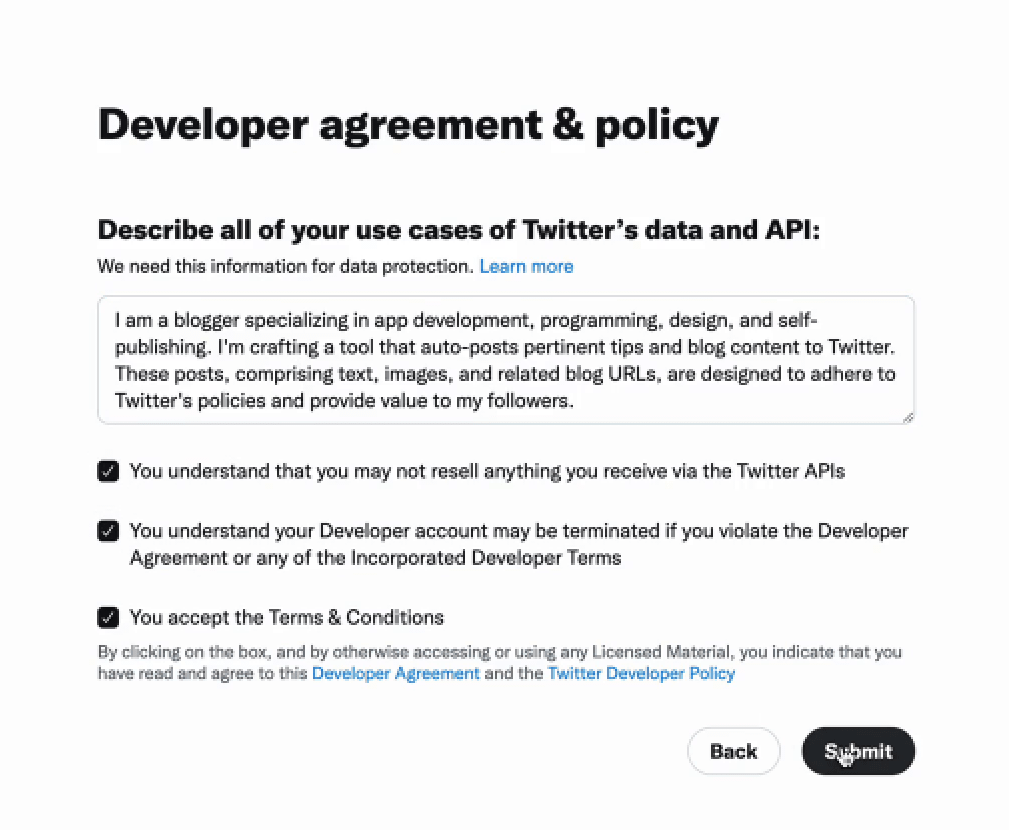 Developer agreement & policy
Describe all of your use cases of Twitter’s data and API:
We need this information for data protection. Learn more
I am a blogger specializing in app development, programming, design, and self-
publishing. I'm crafting a tool that auto-posts pertinent tips and blog content to Twitter.
These posts, comprising text, images, and related blog URLs, are designed to adhere to
Twitter's policies and provide value to my followers.
You understand that you may not resell anything you receive via the Twitter APIs
You understand your Developer account may be terminated if you violate the Developer
Agreement or any of the Incorporated Developer Terms
You accept the Terms & Conditions
By clicking on the box, and by otherwise accessing or using any Licensed Material, you indicate that you
have read and agree to this Developer Agreement and the Twitter Developer Policy
Back
Submit